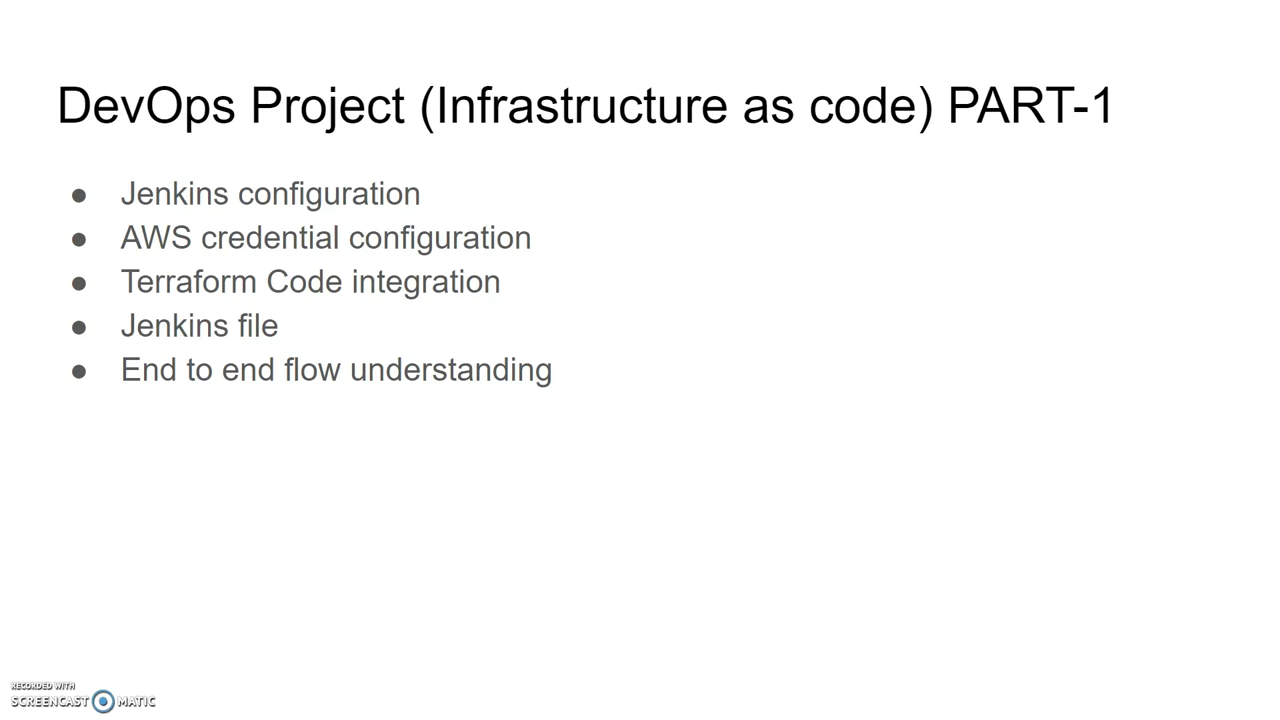 DevOps Project (Infrastructure as code) PART-1
● Jenkins configuration
● AWS credential configuration
● Terraform Code integration
● Jenkins file
● End to end flow understanding
RECORDED WITH
SCREENCAST MATIC